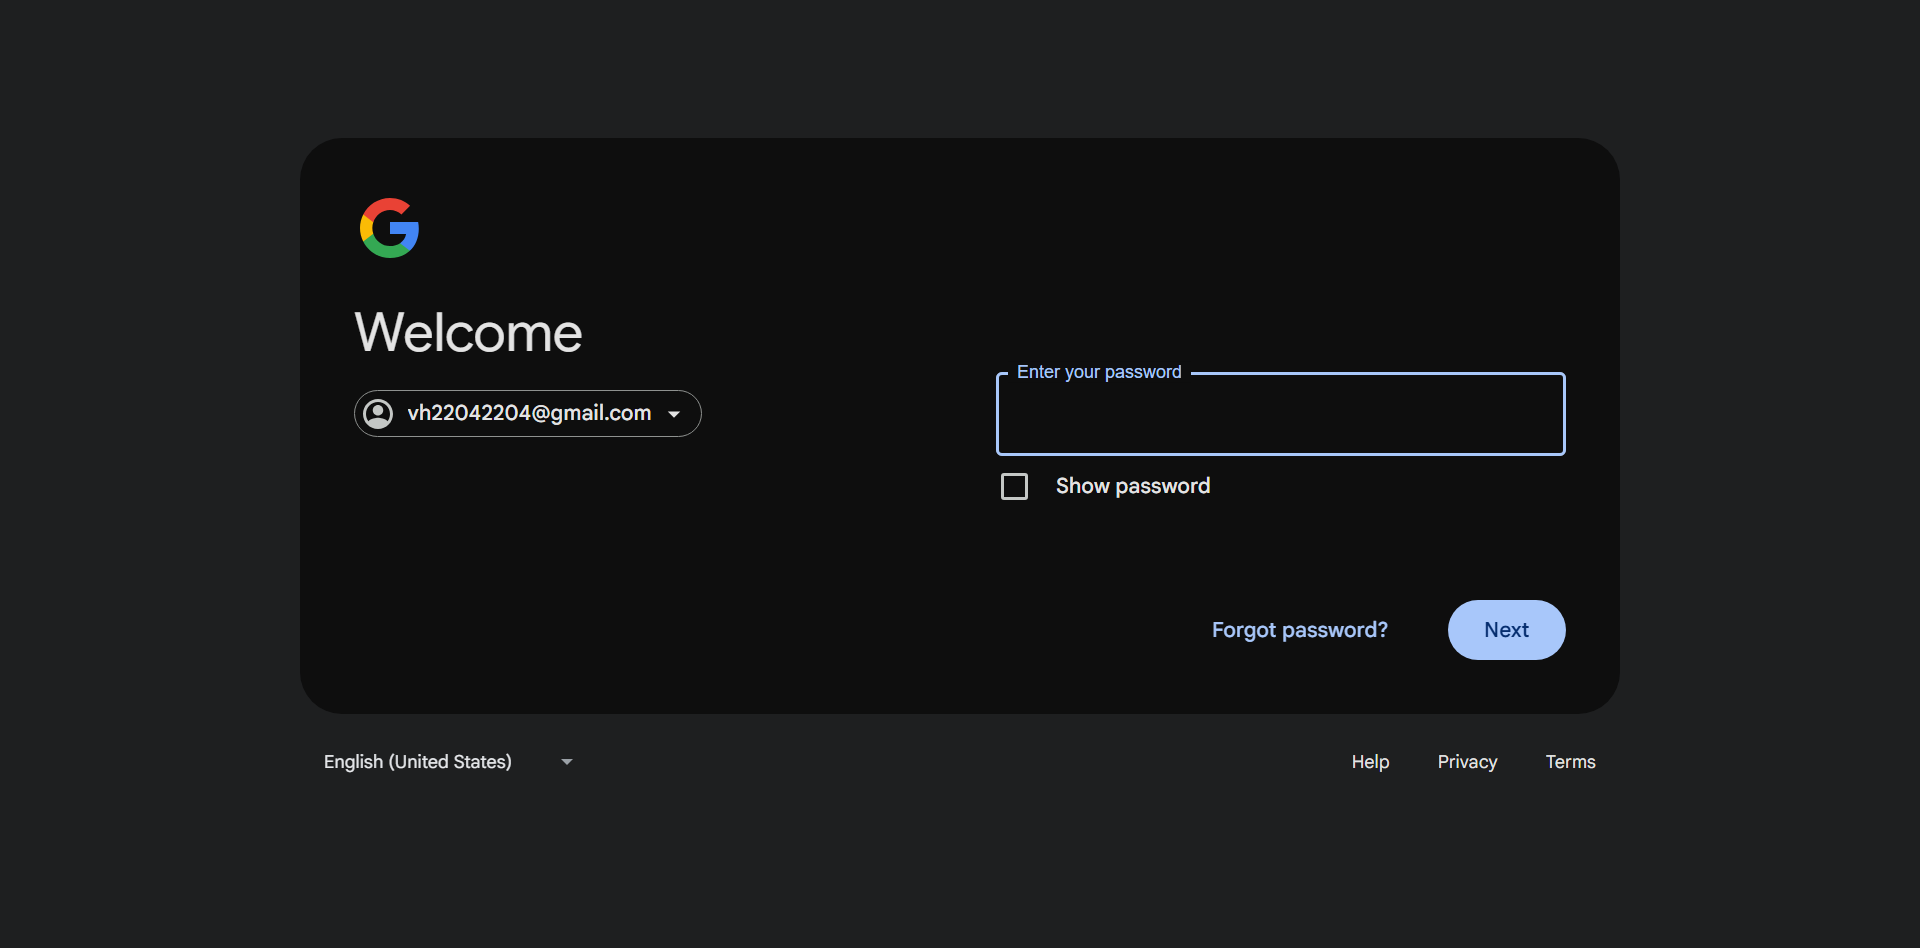 Welcome
vh22042204@gmail.com
Enter your password
Show password
Forgot password?
Next
English (United States)
Help
Privacy
Terms